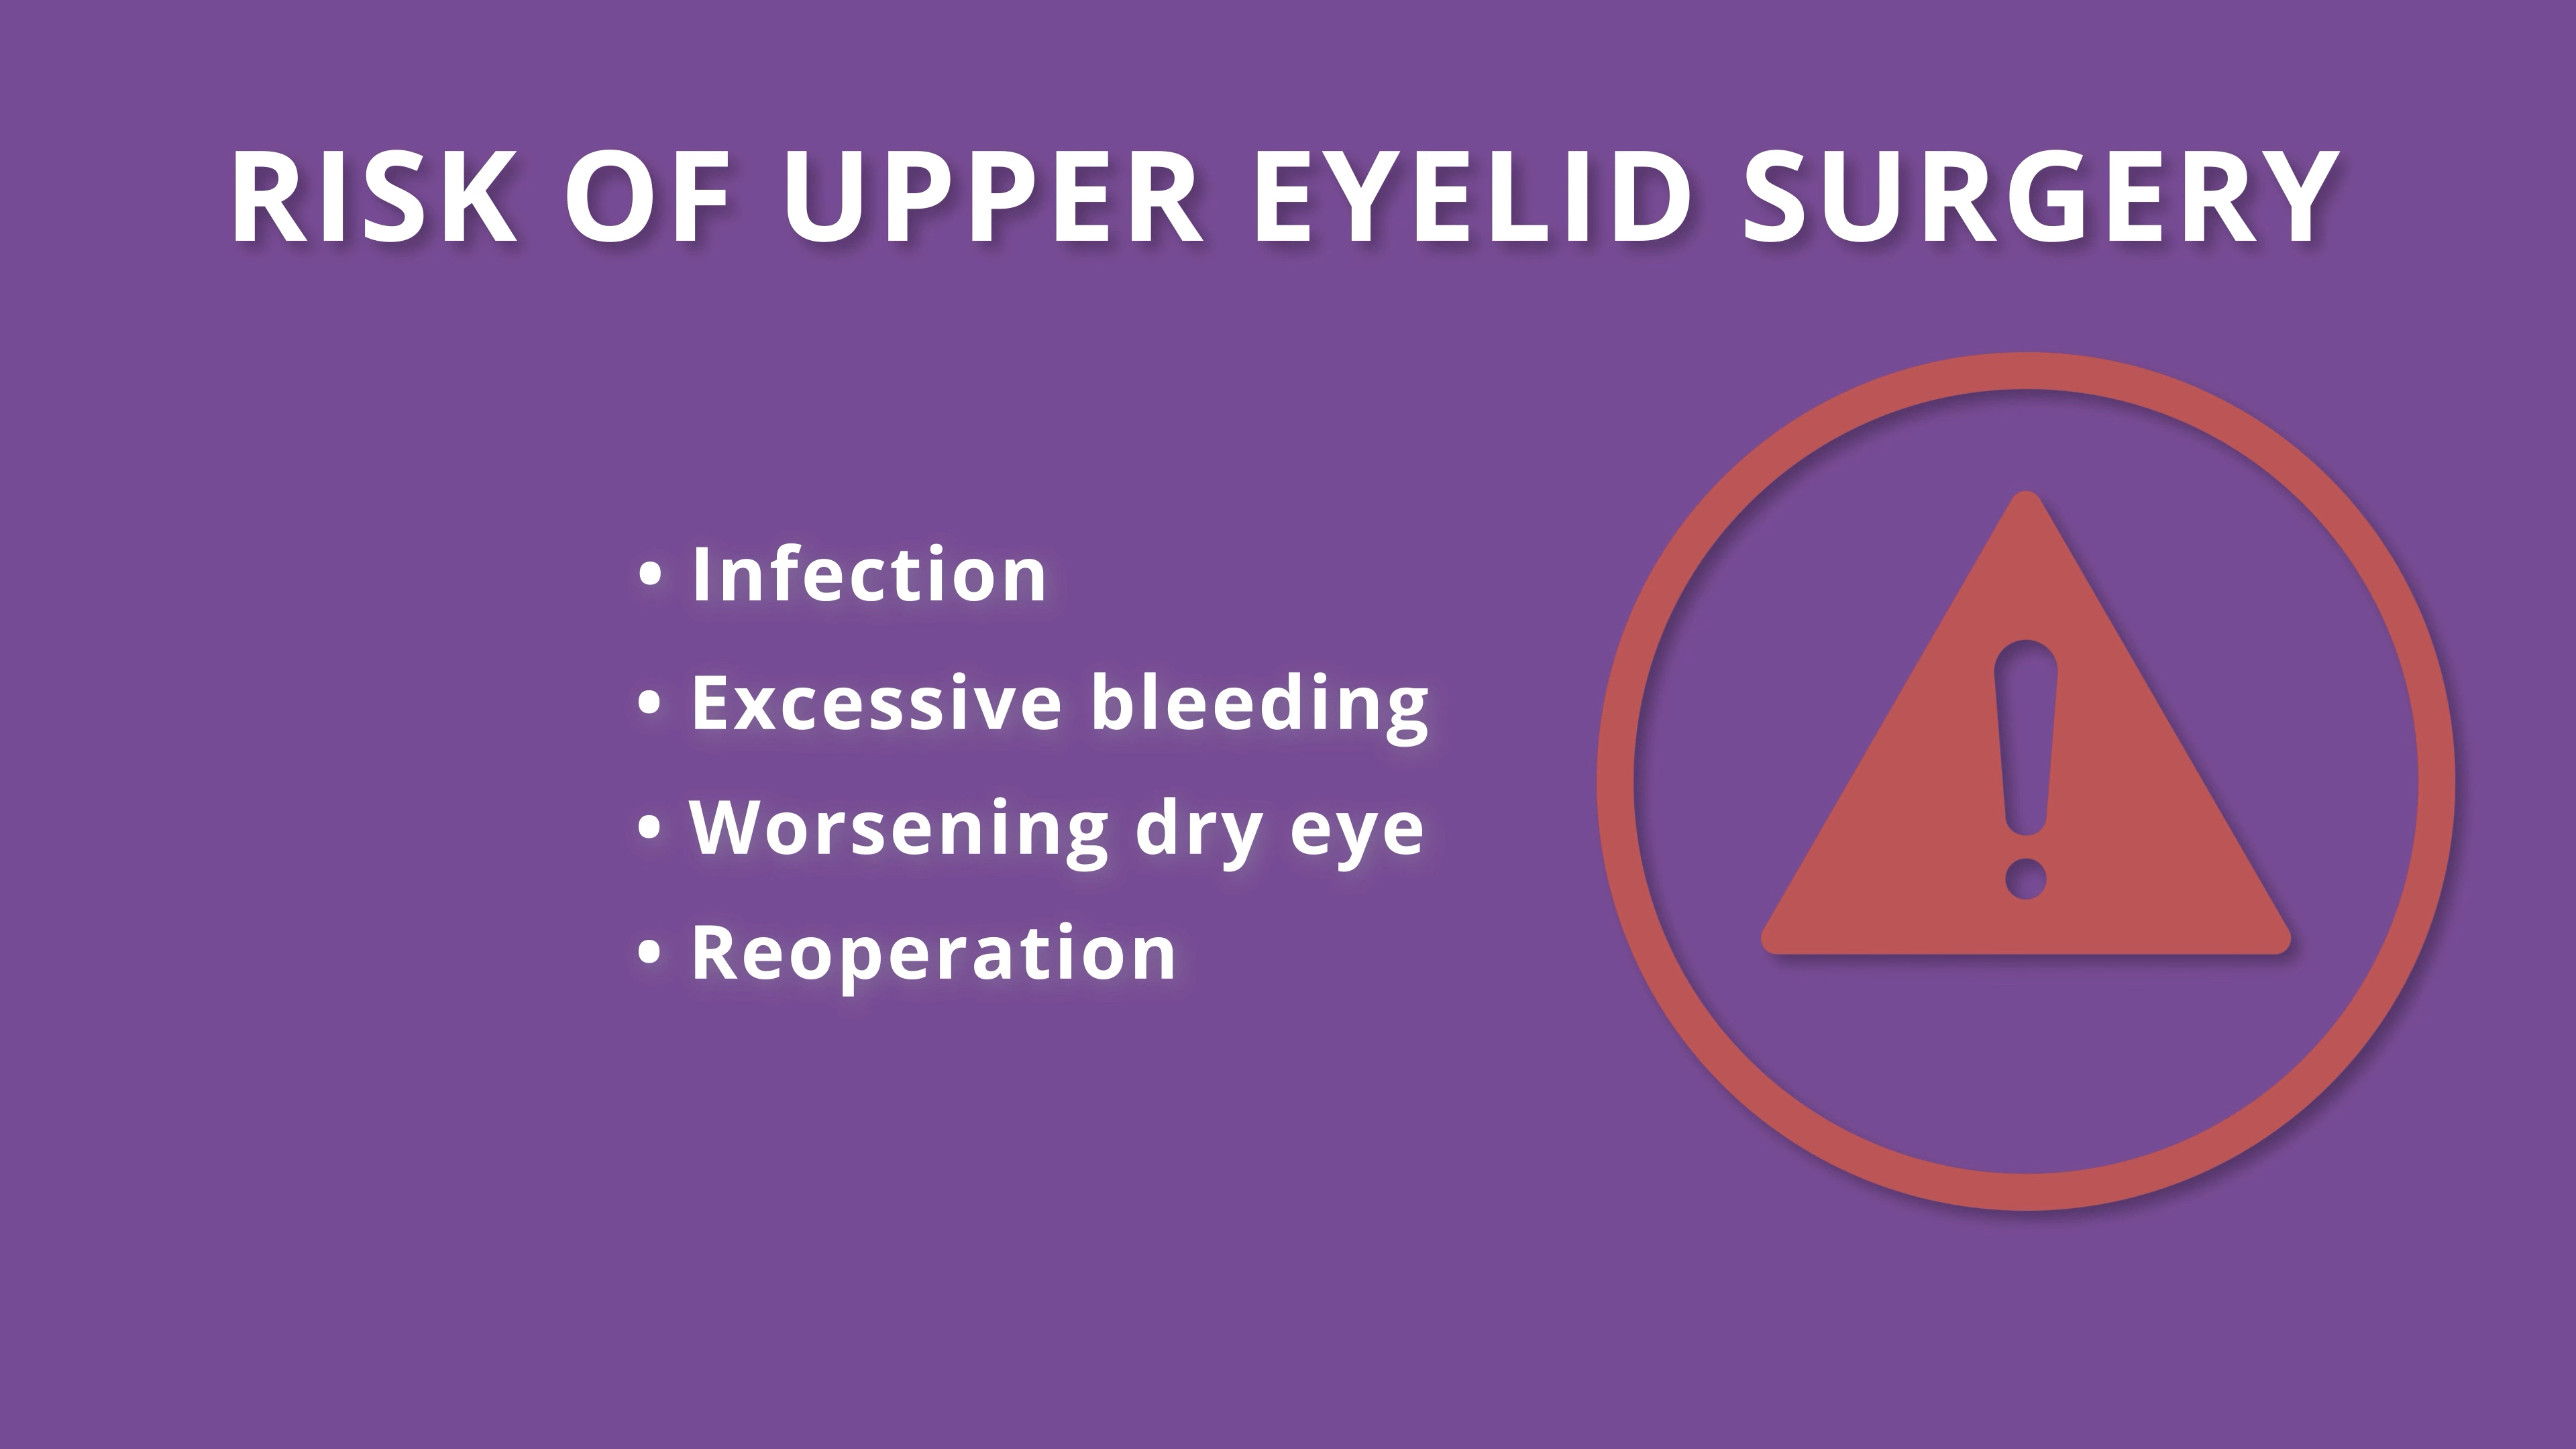 RISK OF UPPER EYELID SURGERY
• Infection
• Excessive bleeding
• Worsening dry eye
• Reoperation